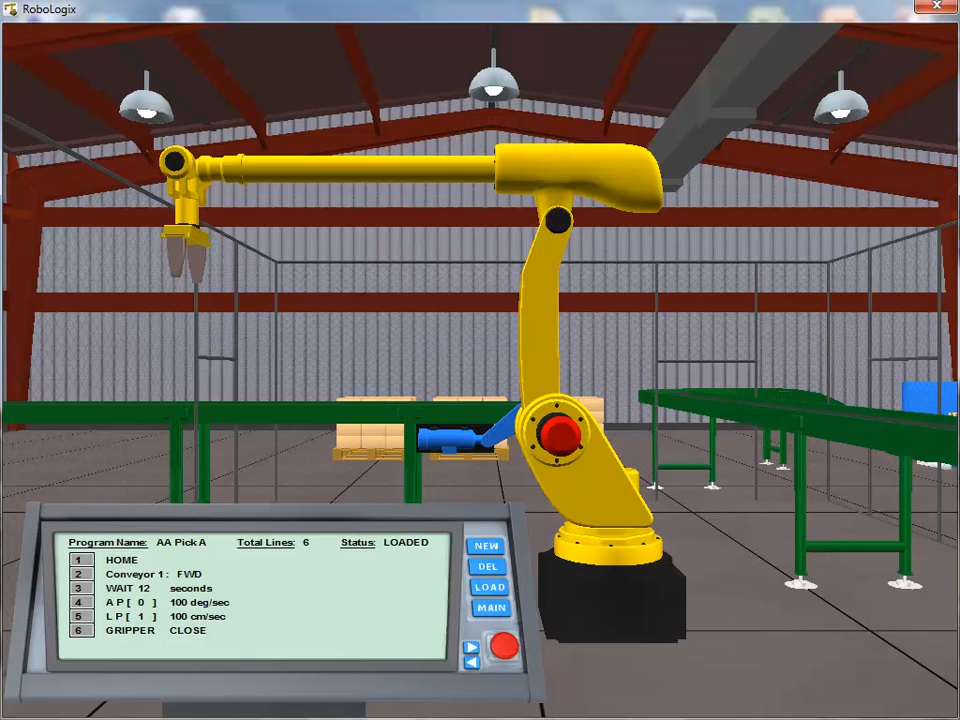 RoboLogix
Program Name: AA Pick A Total Lines: 6 Status: LOADED
1 HOME
2 Conveyor 1 : FWD
3 WAIT 12 seconds
4 A P [ 0 ] 100 deg/sec
5 L P [ 1 ] 100 cm/sec
6 GRIPPER CLOSE
NEW
DEL
LOAD
MAIN